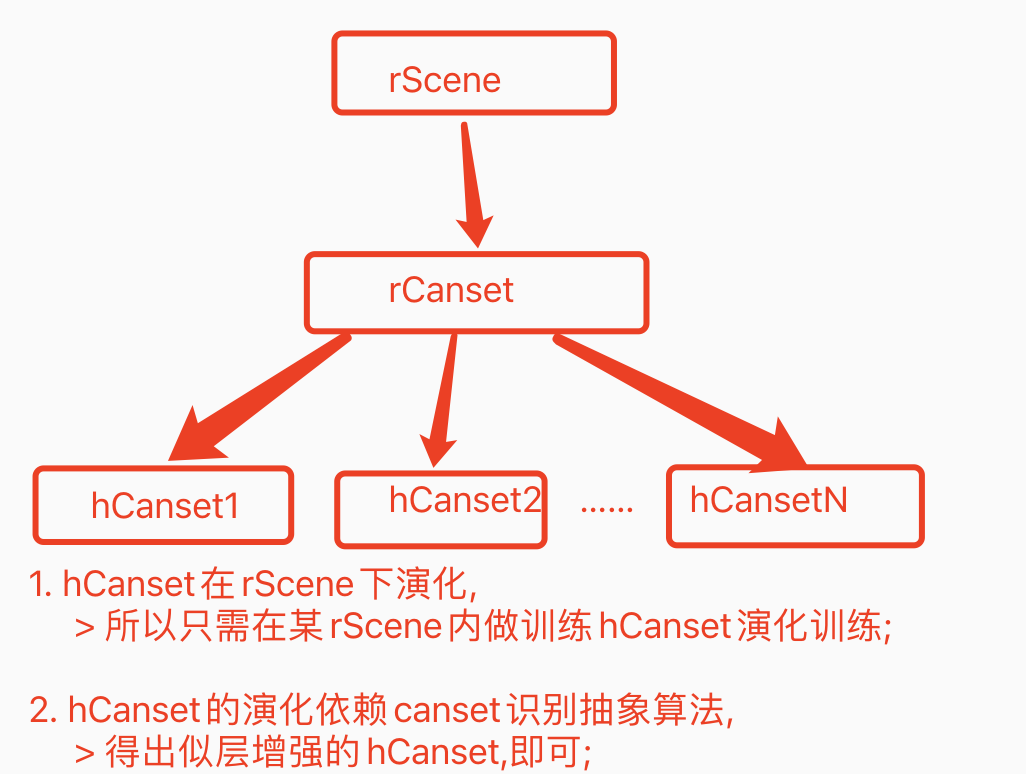 rScene
rCanset
hCanset1
hCanset2
......
hCansetN
1. hCanset在rScene下演化,
> 所以只需在某rScene内做训练hCanset演化训练;
2. hCanset的演化依赖canset识别抽象算法,
> 得出似层增强的hCanset,即可;